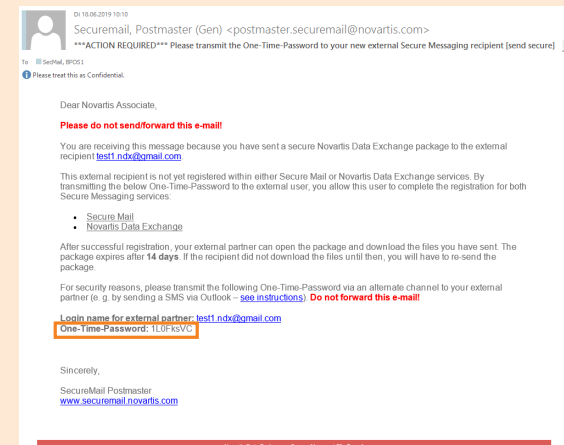 Di 18.06.2019 10:10
Securemail, Postmaster (Gen) <postmaster.securemail@novartis.com>
***ACTION REQUIRED*** Please transmit the One-Time-Password to your new external Secure Messaging recipient [send secure]
To SecMail, BPOS1
Please treat this as Confidential.
Dear Novartis Associate,
Please do not send/forward this e-mail!
You are receiving this message because you have sent a secure Novartis Data Exchange package to the external
recipient test1.ndx@gmail.com.
This external recipient is not yet registered within either Secure Mail or Novartis Data Exchange services. By
transmitting the below One-Time-Password to the external user, you allow this user to complete the registration for both
Secure Messaging services:
• Secure Mail
• Novartis Data Exchange
After successful registration, your external partner can open the package and download the files you have sent. The
package expires after 14 days. If the recipient did not download the files until then, you will have to re-send the
package.
For security reasons, please transmit the following One-Time-Password via an alternate channel to your external
partner (e. g. by sending a SMS via Outlook – see instructions). Do not forward this e-mail!
Login name for external partner: test1.ndx@gmail.com
One-Time-Password: 1L0FksVC
Sincerely,
SecureMail Postmaster
www.securemail.novartis.com